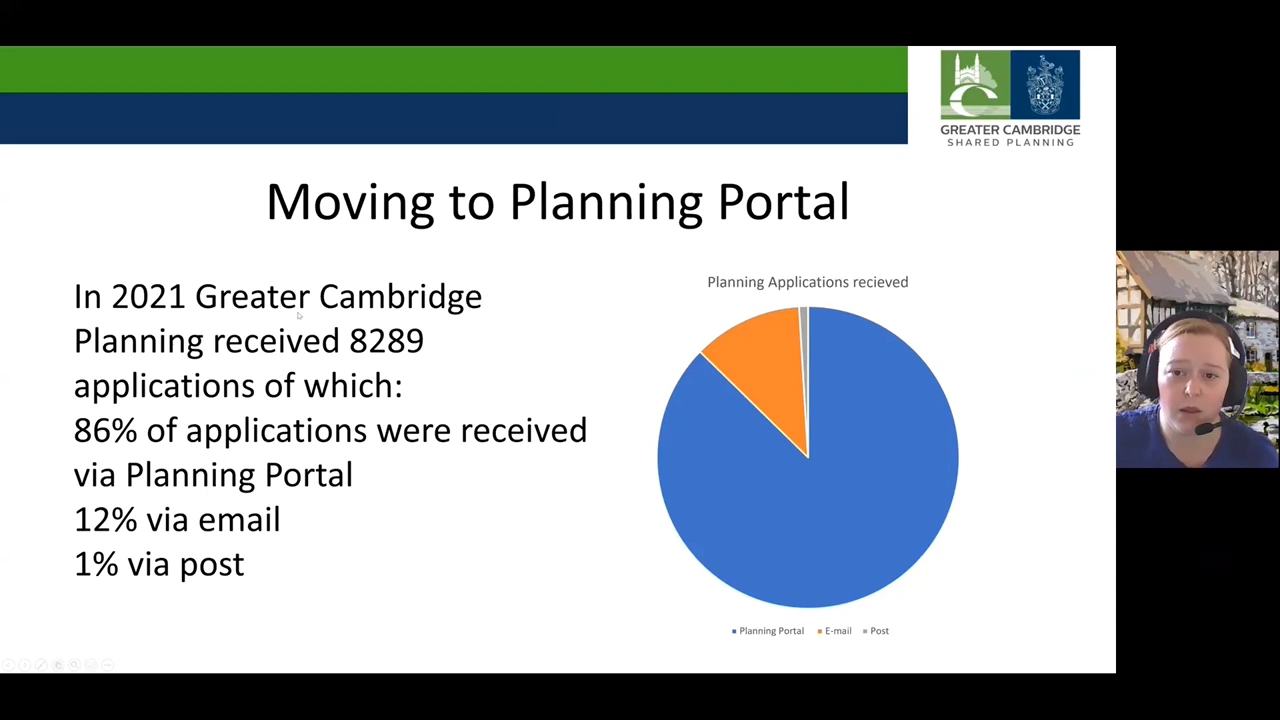 GREATER CAMBRIDGE
SHARED PLANNING
Moving to Planning Portal
In 2021 Greater Cambridge
Planning received 8289
applications of which:
86% of applications were received
via Planning Portal
12% via email
1% via post
Planning Applications recieved
Planning Portal E-mail Post